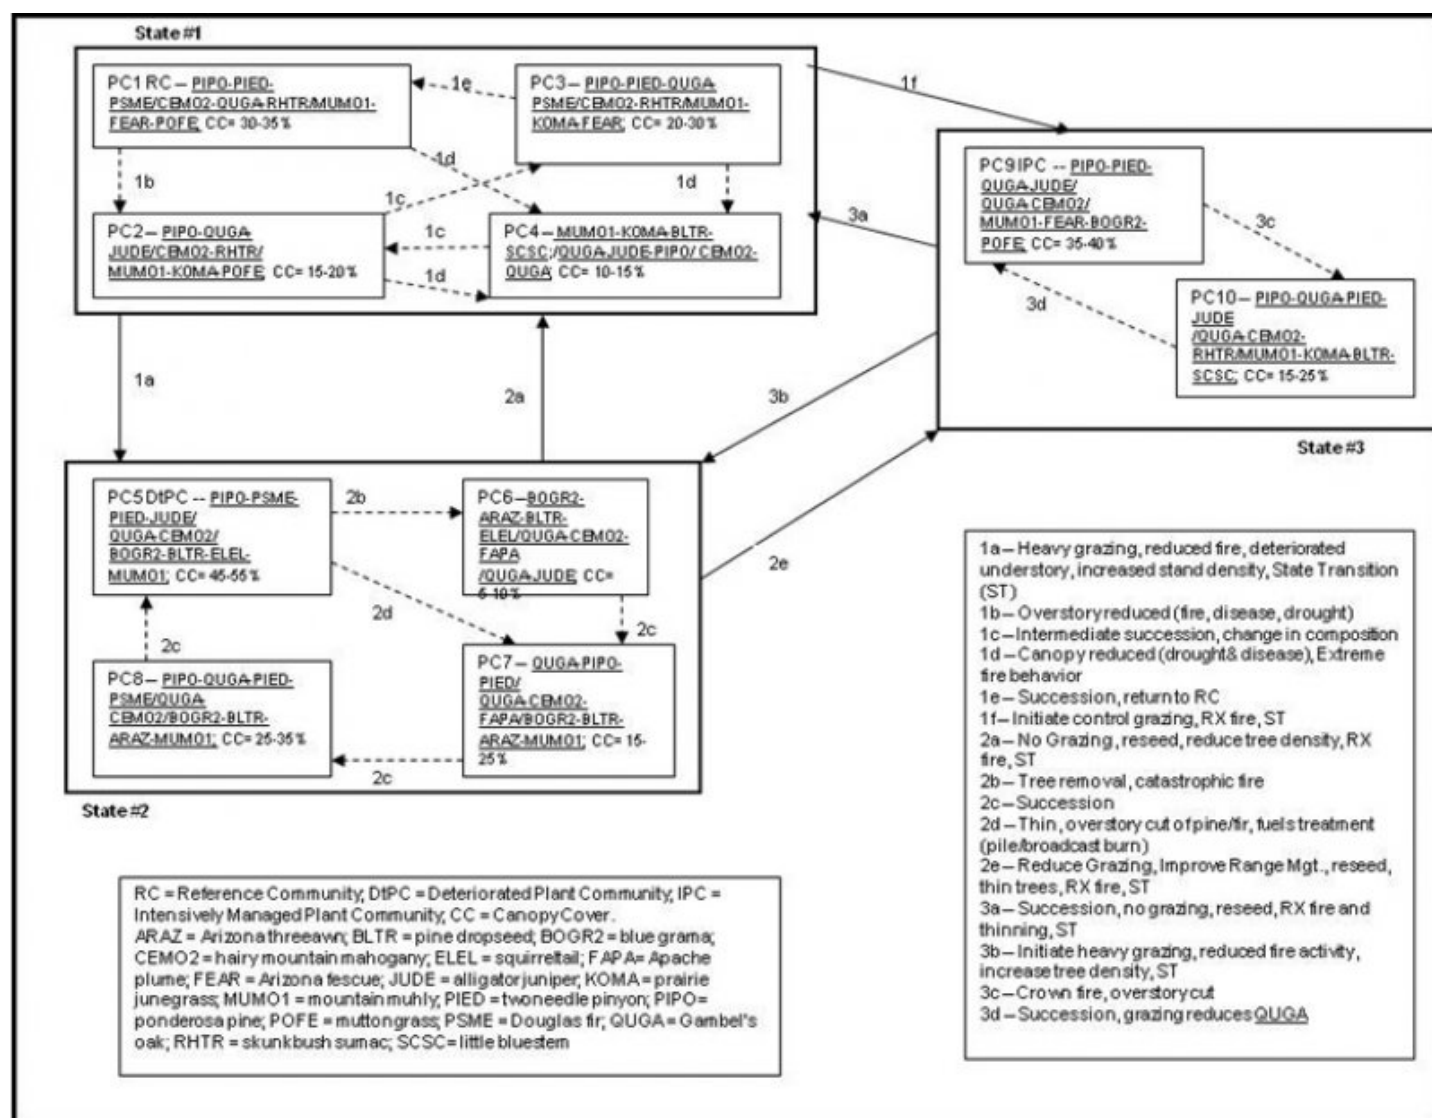 State #1
PC1 RC – PIPO-PIED-
PSME/CEMO2-QUGA-RHTR/MUMO1-
FEAR-POFE; CC= 30-35%
1e
PC3 – PIPO-PIED-QUGA-
PSME/CEMO2-RHTR/MUMO1-
KOMA-FEAR; CC= 20-30%
1f
1b
1d
1c
1d
PC2 – PIPO-QUGA-
JUDE/CEMO2-RHTR/
MUMO1-KOMA-POFE; CC= 15-20%
1c
1d
PC4 – MUMO1-KOMA-BLTR-
SCSC;/QUGA-JUDE-PIPO/ CEMO2-
QUGA; CC= 10-15%
3a
PC9 IPC -- PIPO-PIED-
QUGA-JUDE/
QUGA-CEMO2/
MUMO1-FEAR-BOGR2-
POFE; CC= 35-40%
3c
3d
PC10 – PIPO-QUGA-PIED-
JUDE
/QUGA-CEMO2-
RHTR/MUMO1-KOMA-BLTR-
SCSC; CC= 15-25%
State #3
1a
2a
3b
2e
PC5 DtPC -- PIPO-PSME-
PIED-JUDE/
QUGA-CEMO2/
BOGR2-BLTR-ELEL-
MUMO1; CC= 45-55%
2b
PC6 – BOGR2-
ARAZ-BLTR-
ELEL/QUGA-CEMO2-
FAPA
/QUGA-JUDE; CC=
5-10%
2d
2c
2c
PC8 – PIPO-QUGA-PIED-
PSME/QUGA-
CEMO2/BOGR2-BLTR-
ARAZ-MUMO1; CC= 25-35%
2c
PC7 – QUGA-PIPO-
PIED/
QUGA-CEMO2-
FAPA/BOGR2-BLTR-
ARAZ-MUMO1; CC= 15-
25%
State #2
1a – Heavy grazing, reduced fire, deteriorated
understory, increased stand density, State Transition
(ST)
1b – Overstory reduced (fire, disease, drought)
1c – Intermediate succession, change in composition
1d – Canopy reduced (drought & disease), Extreme
fire behavior
1e – Succession, return to RC
1f – Initiate control grazing, RX fire, ST
2a – No Grazing, reseed, reduce tree density, RX
fire, ST
2b – Tree removal, catastrophic fire
2c – Succession
2d – Thin, overstory cut of pine/fir, fuels treatment
(pile/broadcast burn)
2e – Reduce Grazing, Improve Range Mgt., reseed,
thin trees, RX fire, ST
3a – Succession, no grazing, reseed, RX fire and
thinning, ST
3b – Initiate heavy grazing, reduced fire activity,
increase tree density, ST
3c – Crown fire, overstory cut
3d – Succession, grazing reduces QUGA
RC = Reference Community; DtPC = Deteriorated Plant Community; IPC =
Intensively Managed Plant Community; CC = Canopy Cover.
ARAZ = Arizona threeawn; BLTR = pine dropseed; BOGR2 = blue grama;
CEMO2 = hairy mountain mahogany; ELEL = squirreltail; FAPA= Apache
plume; FEAR = Arizona fescue; JUDE = alligator juniper; KOMA = prairie
junegrass; MUMO1 = mountain muhly; PIED = twoneedle pinyon; PIPO =
ponderosa pine; POFE = muttongrass; PSME = Douglas fir; QUGA = Gambel's
oak; RHTR = skunkbush sumac; SCSC= little bluestem